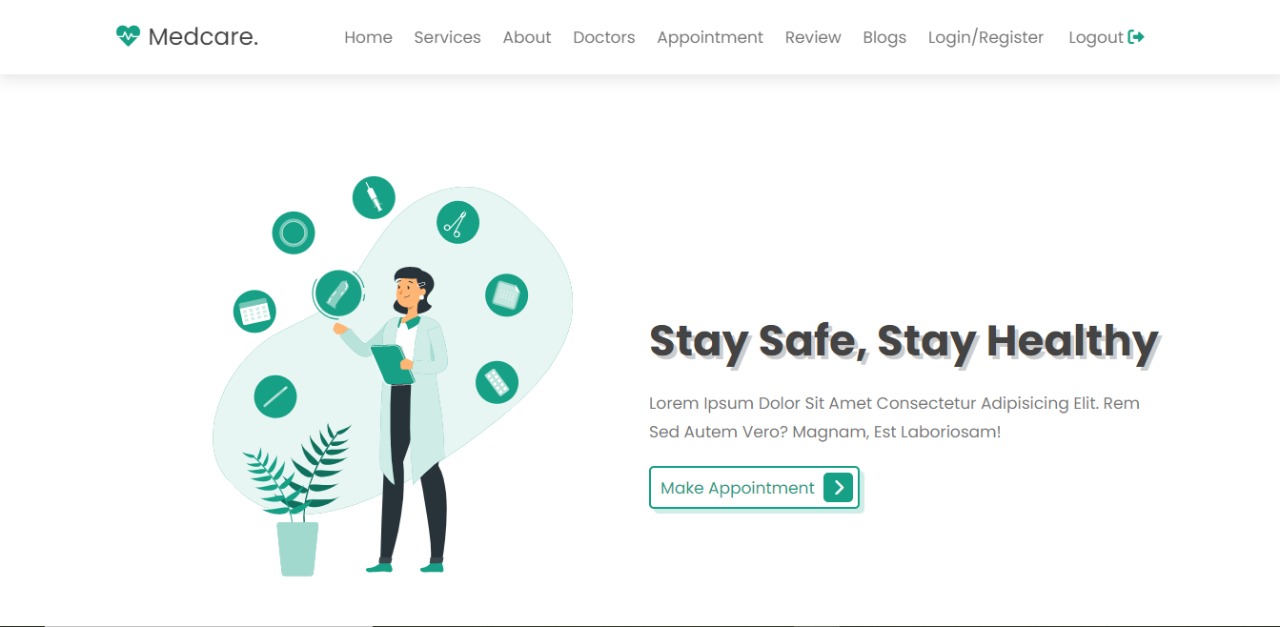 Medcare.
Home Services About Doctors Appointment Review Blogs Login/Register Logout
Stay Safe, Stay Healthy
Lorem Ipsum Dolor Sit Amet Consectetur Adipisicing Elit. Rem
Sed Autem Vero? Magnam, Est Laboriosam!
Make Appointment